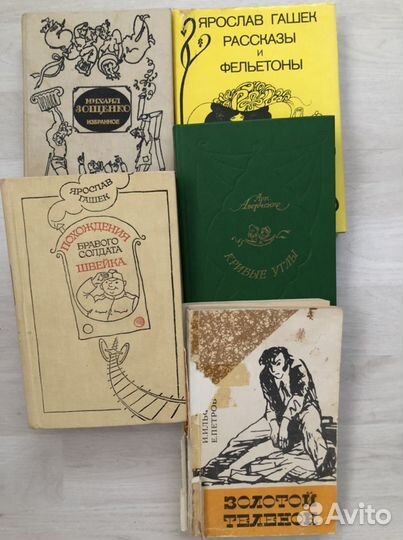 МИХАИЛ
ЗОЩЕНКО
ИЗБРАННОЕ
ЯРОСЛАВ ГАШЕК
РАССКАЗЫ
И
ФЕЛЬЕТОНЫ
ЯРОСЛАВ
ГАШЕК
ПОХОЖДЕНИЯ
БРАВОГО
СОЛДАТА
ШВЕЙКА
Арк.
Аверченко
КРИВЫЕ УГЛЫ
И.ИЛЬФ
Е.ПЕТРОВ
ЗОЛОТОЙ
ТЕЛЕНОК
Avito